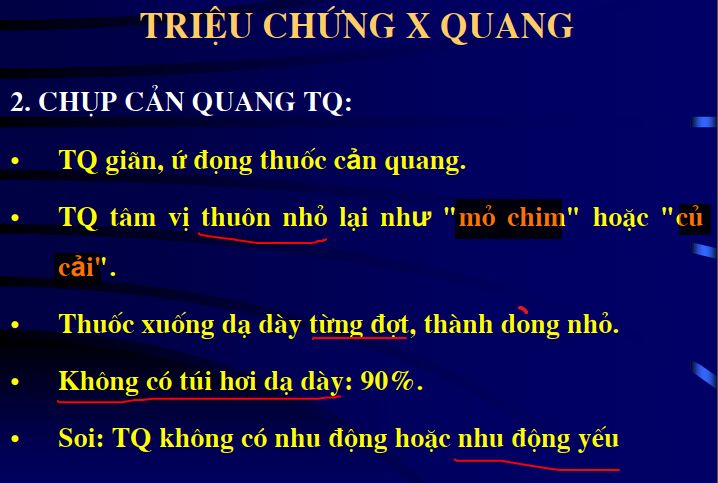 TRIỆU CHỨNG X QUANG
2. CHỤP CẢN QUANG TQ:
• TQ giãn, ứ đọng thuốc cản quang.
• TQ tâm vị thuôn nhỏ lại như "mỏ chim" hoặc "củ
cải".
• Thuốc xuống dạ dày từng đợt, thành dòng nhỏ.
• Không có túi hơi dạ dày: 90%.
• Soi: TQ không có nhu động hoặc nhu động yếu